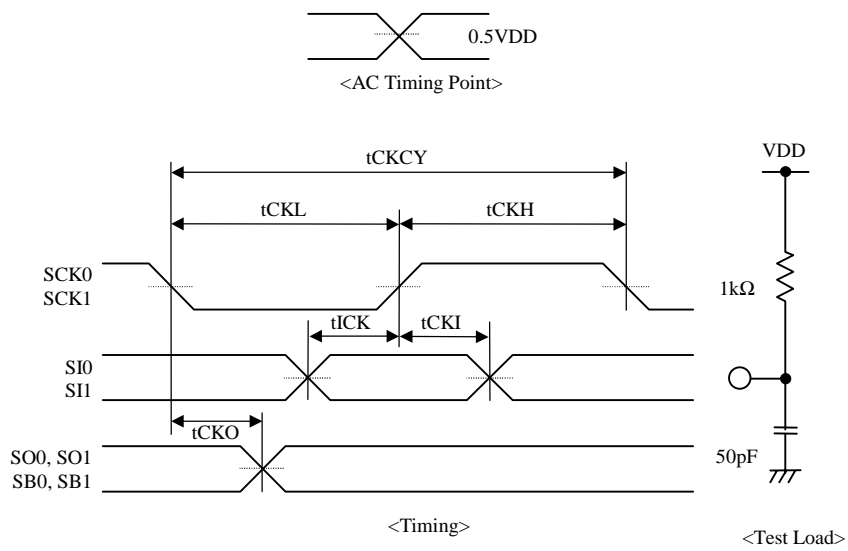 0.5VDD
<AC Timing Point>
tCKCY
VDD
tCKL
tCKH
SCK0
SCK1
1kΩ
tICK
tCKI
SI0
SI1
tCKO
SO0, SO1
SB0, SB1
50pF
<Timing>
<Test Load>